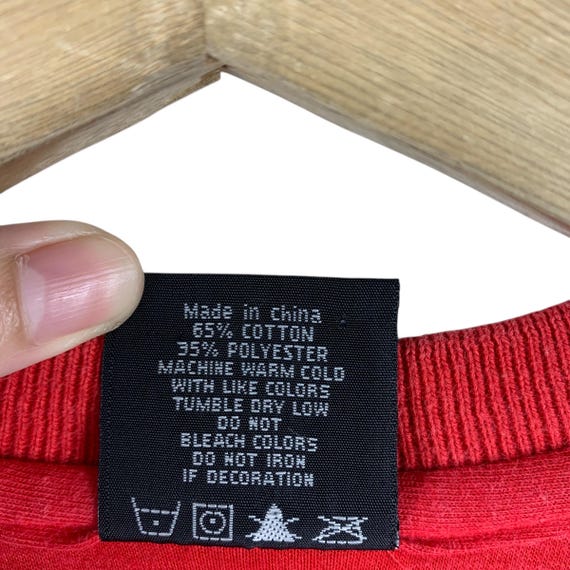 Made in china
65% COTTON
35% POLYESTER
MACHINE WARM COLD
WITH LIKE COLORS
TUMBLE DRY LOW
DO NOT
BLEACH COLORS
DO NOT IRON
IF DECORATION